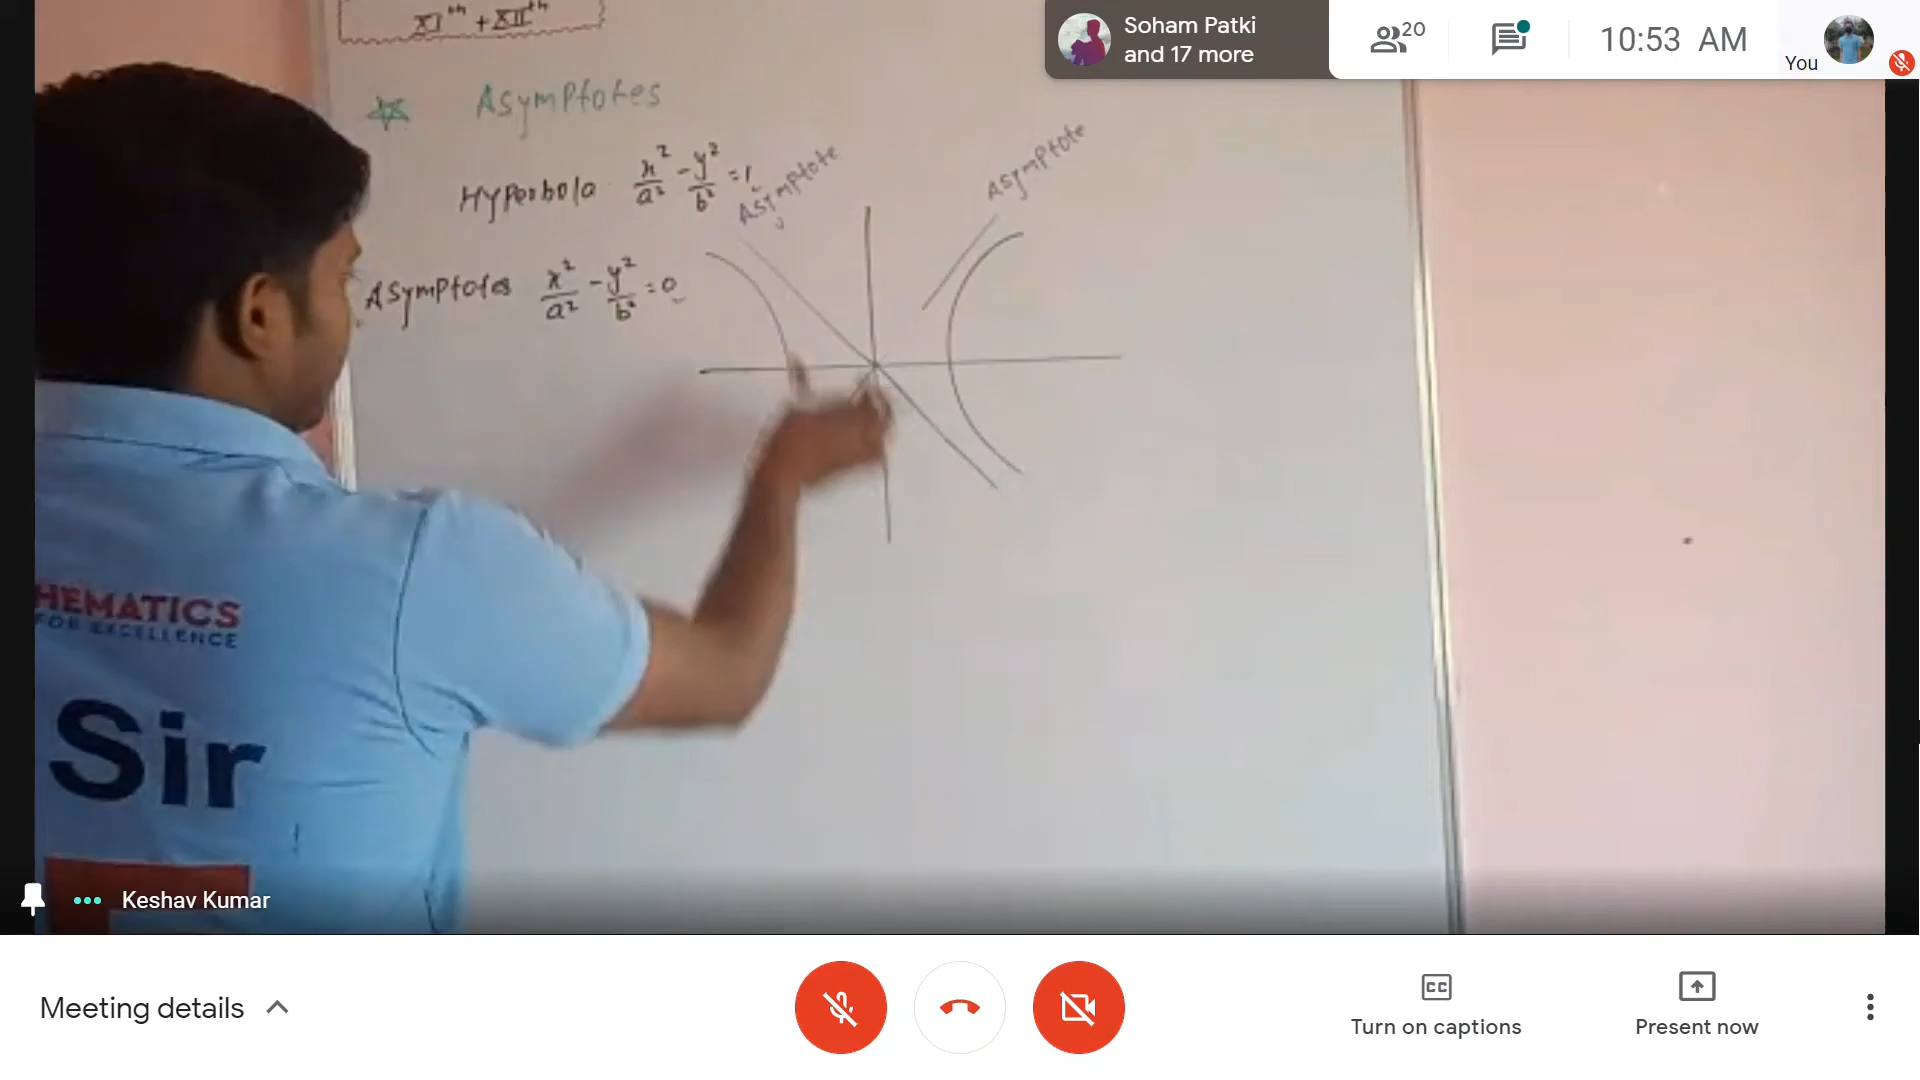 XIth + XIIth
Asymptotes
Hyperbola x²/a² - y²/b² = 1
Asymptotes x²/a² - y²/b² = 0
Asymptote
Asymptote
HEMATICS
FOR EXCELLENCE
Sir
Keshav Kumar
Soham Patki
and 17 more
20
10:53 AM
You
Meeting details
CC
Turn on captions
Present now